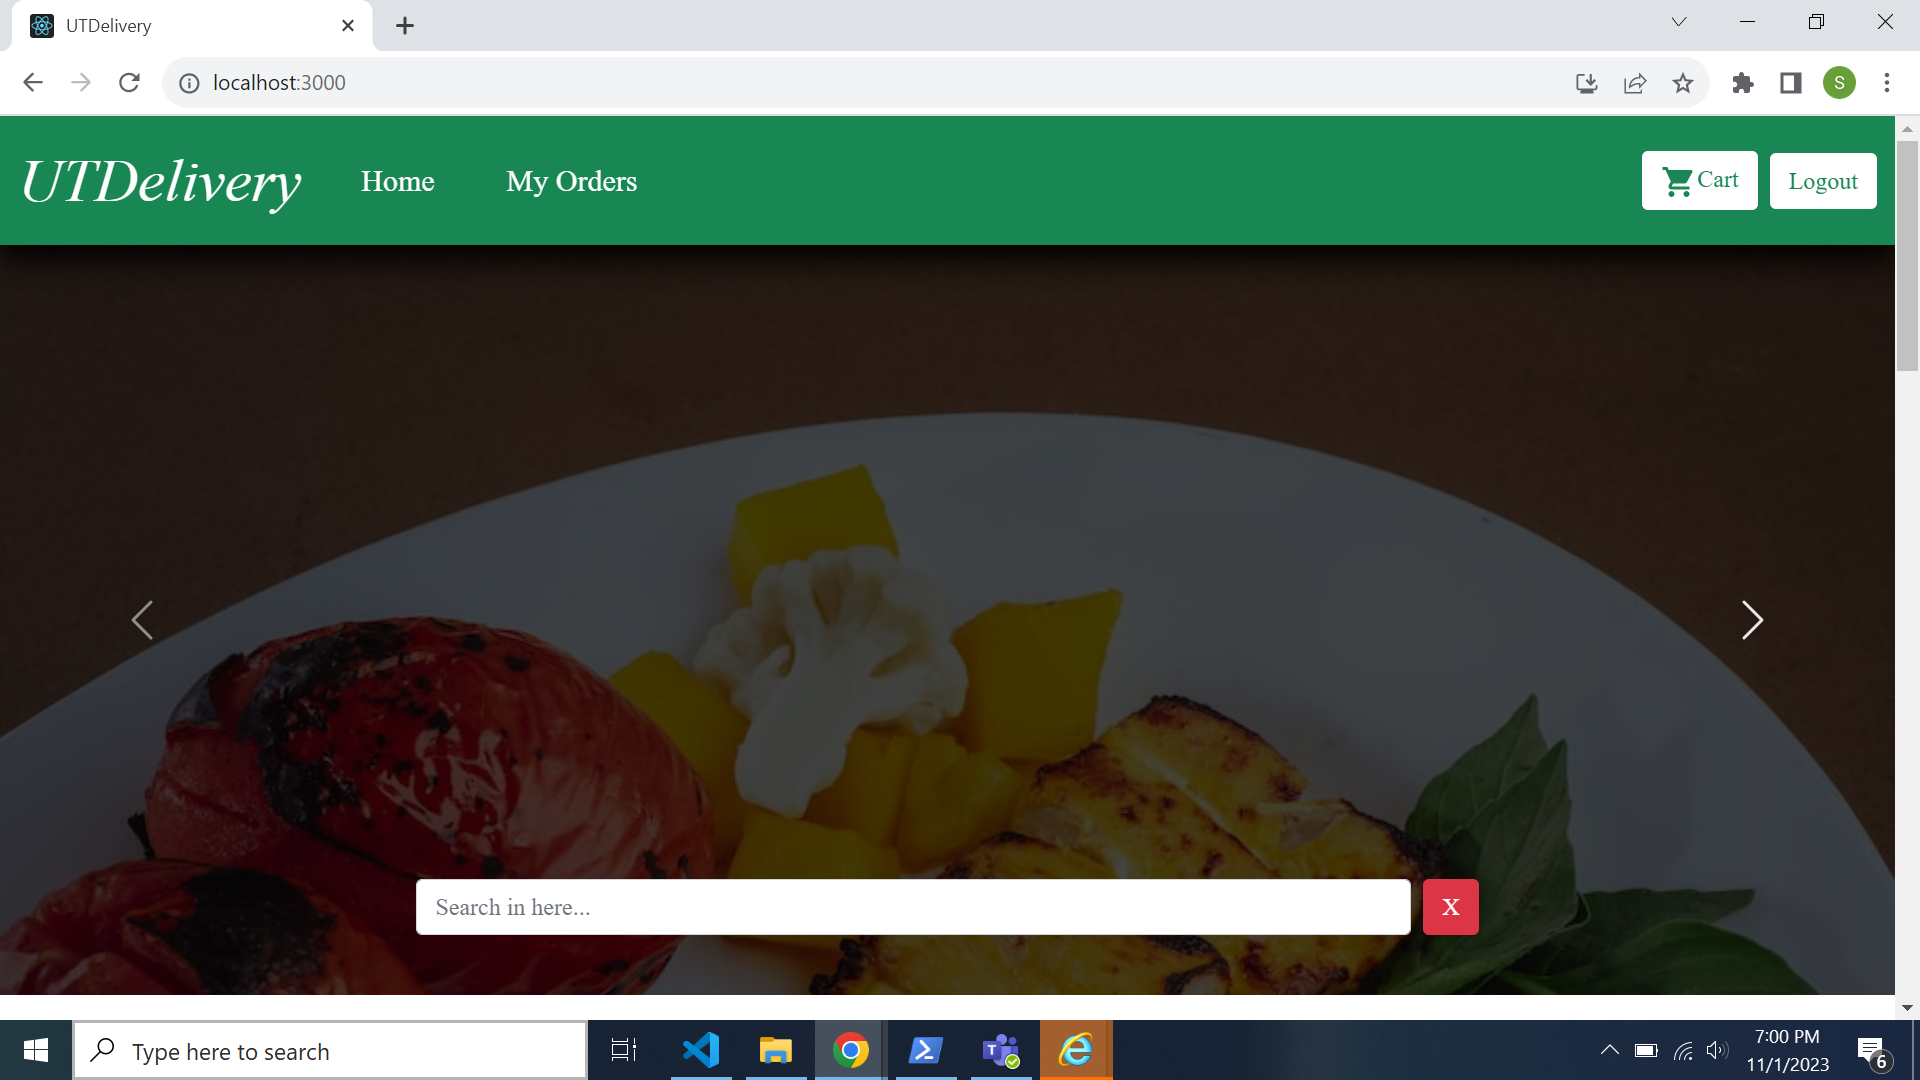 UTDelivery
localhost:3000
S
UTDelivery Home My Orders Cart Logout
Search in here... X
Type here to search
7:00 PM
11/1/2023
6